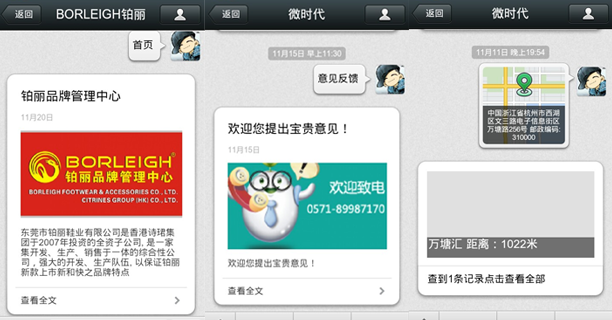 返回
BORLEIGH铂丽
首页
铂丽品牌管理中心
11月20日
BORLEIGH
铂丽品牌管理中心
BORLEIGH FOOTWEAR & ACCESSORIES CO., LTD.
CITRINES GROUP (HK) CO., LTD.
东莞市铂丽鞋业有限公司是香港诗珺集
团于2007年投资的全资子公司, 是一家
集开发、生产、销售于一体的综合性公
司，强大的开发、生产队伍, 以保证铂丽
新款上市新和快之品牌特点
查看全文
返回
微时代
11月15日 早上11:30
意见反馈
欢迎您提出宝贵意见！
11月15日
欢迎致电
0571-89987170
欢迎您提出宝贵意见！
查看全文
返回
微时代
11月11日 晚上19:54
中国浙江省杭州市西湖
区文三路电子信息街区
万塘路256号 邮政编码:
310000
万塘汇 距离：1022米
查到1条记录点击查看全部